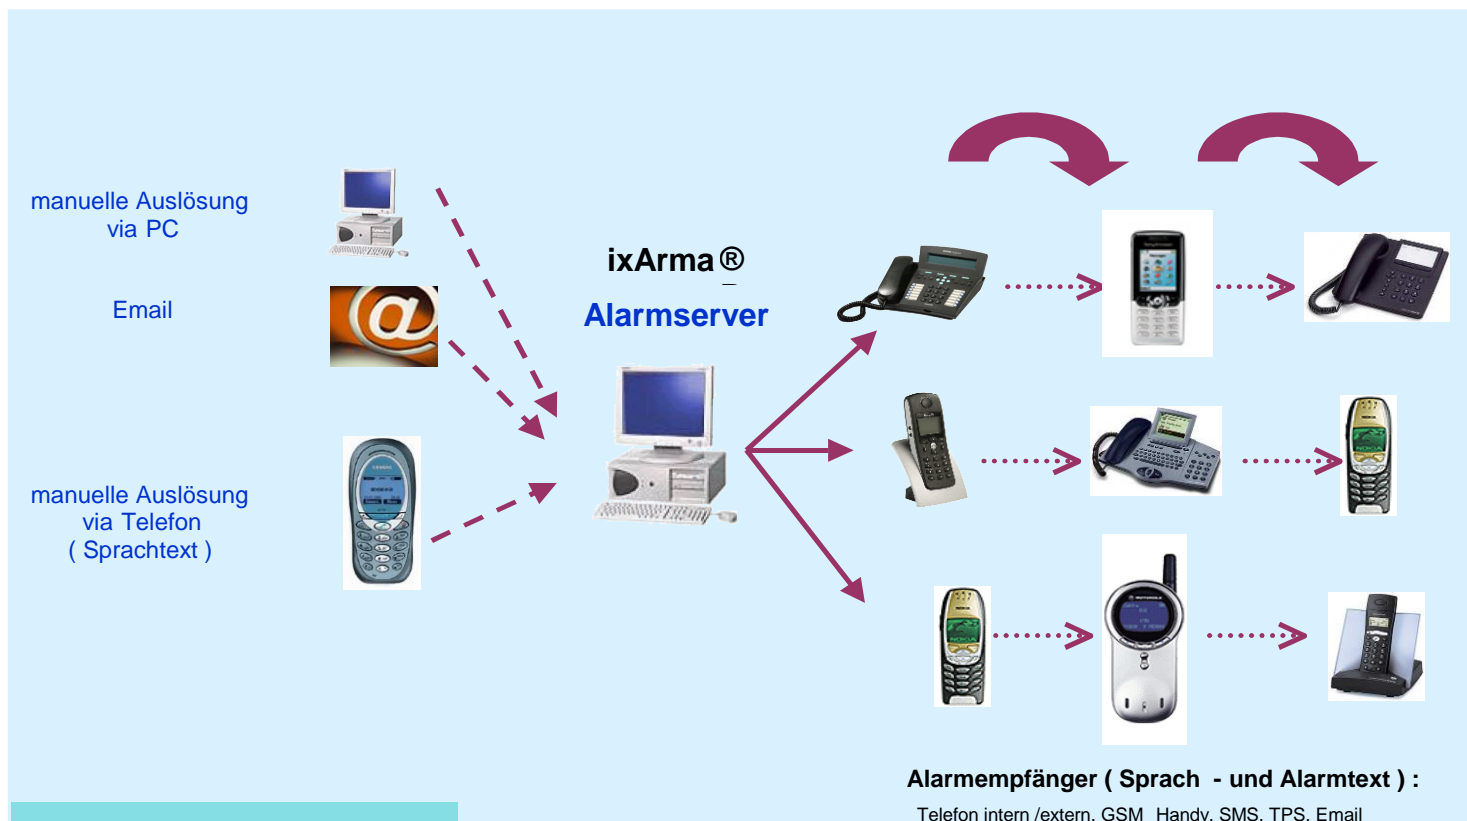 manuelle Auslösung
via PC
Email
manuelle Auslösung
via Telefon
( Sprachtext )
ixArma ®
Alarmserver
Alarmempfänger ( Sprach - und Alarmtext ) :
Telefon intern /extern, GSM Handy, SMS, TPS, Email